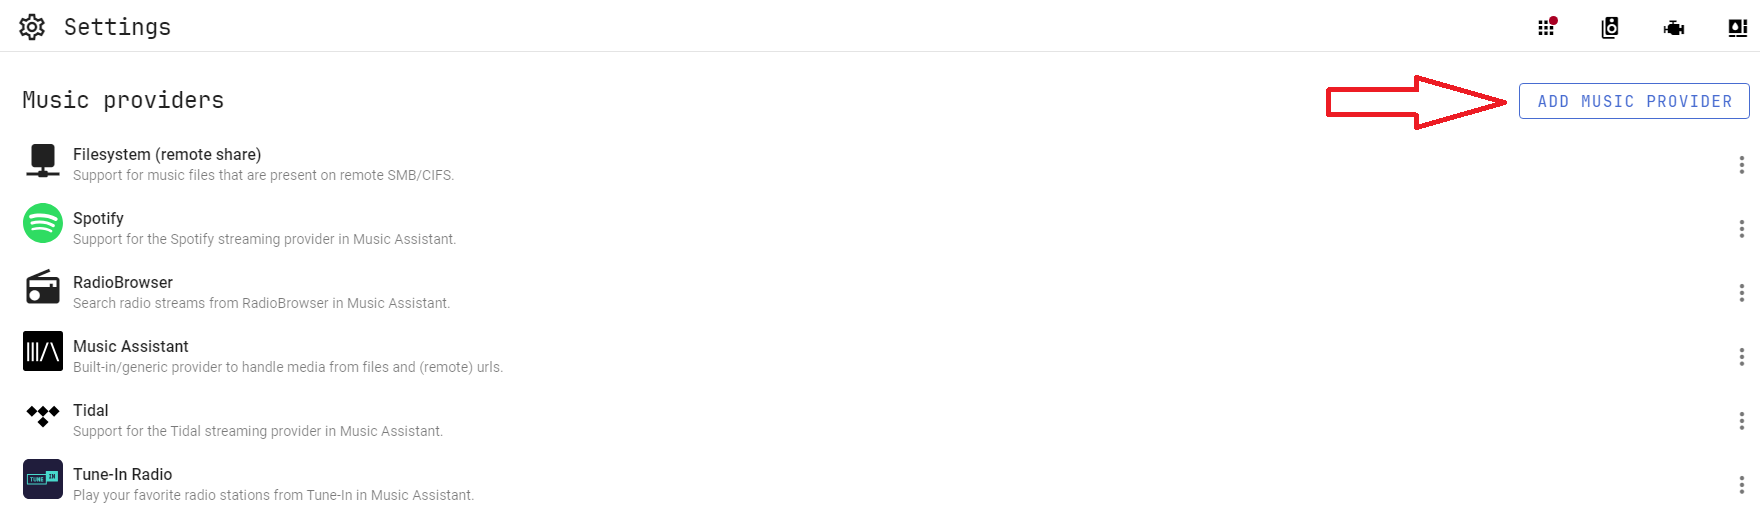 Settings
Music providers
ADD MUSIC PROVIDER
Filesystem (remote share)
Support for music files that are present on remote SMB/CIFS.
Spotify
Support for the Spotify streaming provider in Music Assistant.
RadioBrowser
Search radio streams from RadioBrowser in Music Assistant.
Music Assistant
Built-in/generic provider to handle media from files and (remote) urls.
Tidal
Support for the Tidal streaming provider in Music Assistant.
TUNE IN
Tune-In Radio
Play your favorite radio stations from Tune-In in Music Assistant.